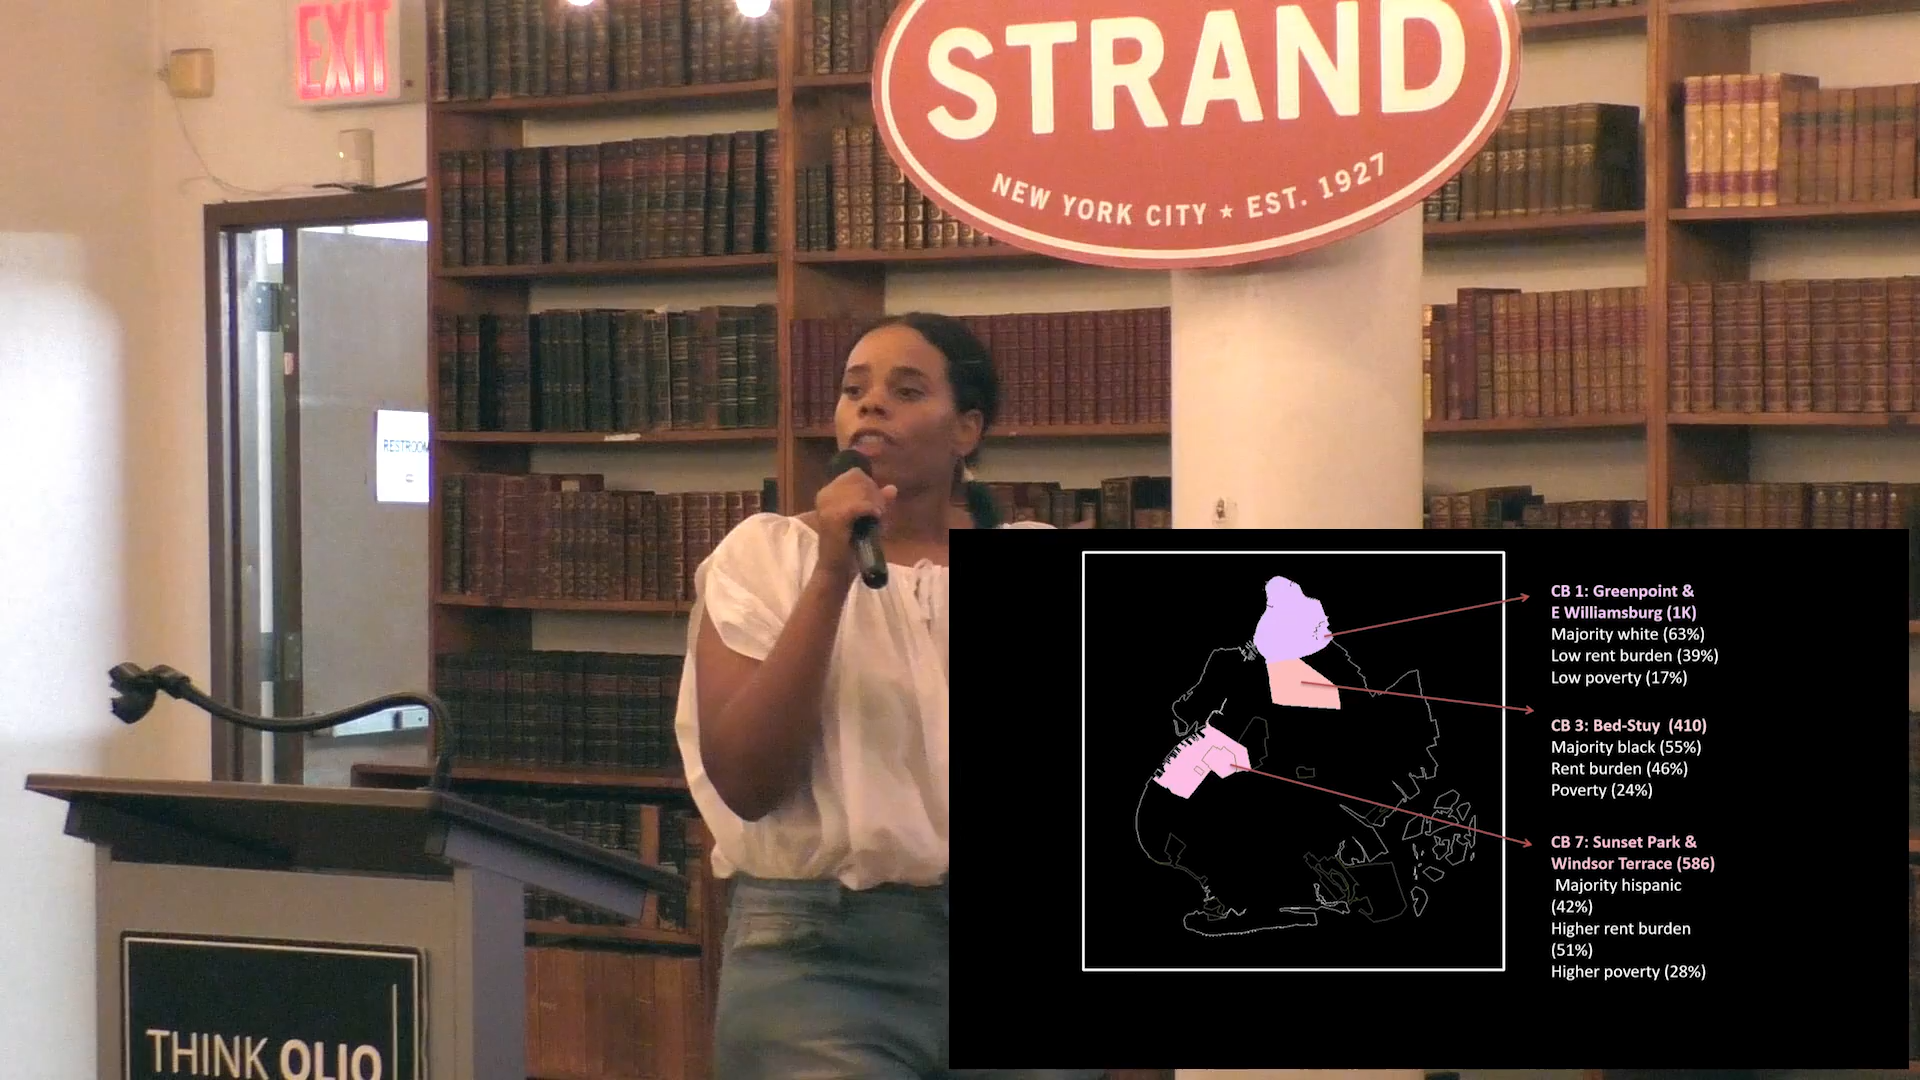 EXIT
STRAND
NEW YORK CITY ★ EST. 1927
RESTROOM
THINK OLIO
CB 1: Greenpoint &
E Williamsburg (1K)
Majority white (63%)
Low rent burden (39%)
Low poverty (17%)
CB 3: Bed-Stuy (410)
Majority black (55%)
Rent burden (46%)
Poverty (24%)
CB 7: Sunset Park &
Windsor Terrace (586)
Majority hispanic
(42%)
Higher rent burden
(51%)
Higher poverty (28%)